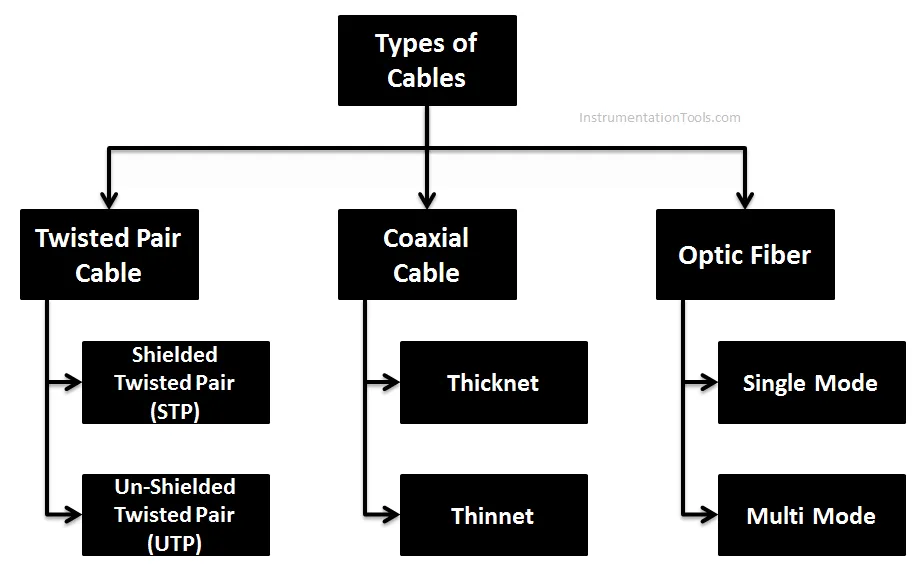 Types of
Cables
InstrumentationTools.com
Twisted Pair
Cable
Coaxial
Cable
Optic Fiber
Shielded
Twisted Pair
(STP)
Thicknet
Single Mode
Un-Shielded
Twisted Pair
(UTP)
Thinnet
Multi Mode